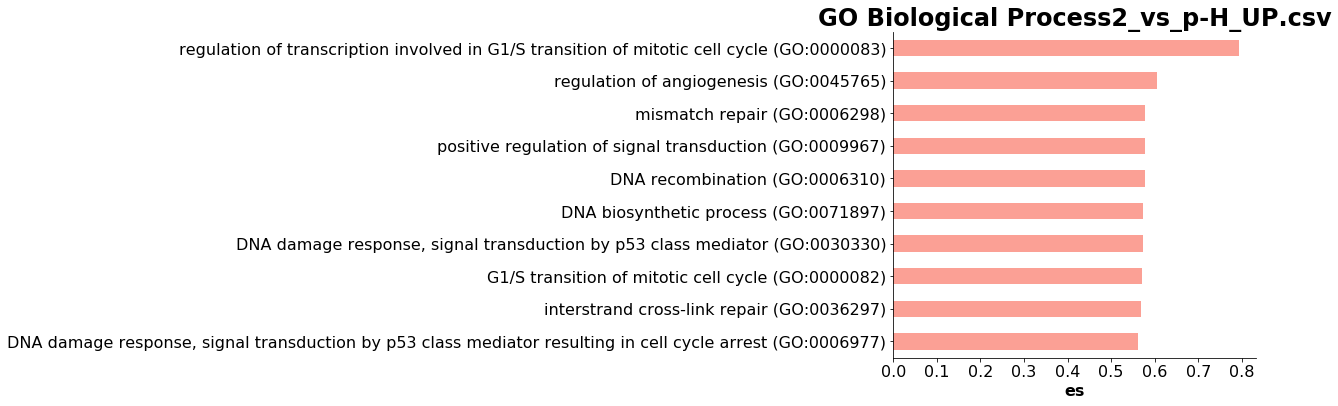 GO Biological Process2_vs_p-H_UP.csv
regulation of transcription involved in G1/S transition of mitotic cell cycle (GO:0000083)
regulation of angiogenesis (GO:0045765)
mismatch repair (GO:0006298)
positive regulation of signal transduction (GO:0009967)
DNA recombination (GO:0006310)
DNA biosynthetic process (GO:0071897)
DNA damage response, signal transduction by p53 class mediator (GO:0030330)
G1/S transition of mitotic cell cycle (GO:0000082)
interstrand cross-link repair (GO:0036297)
DNA damage response, signal transduction by p53 class mediator resulting in cell cycle arrest (GO:0006977)
0.0 0.1 0.2 0.3 0.4 0.5 0.6 0.7 0.8
es